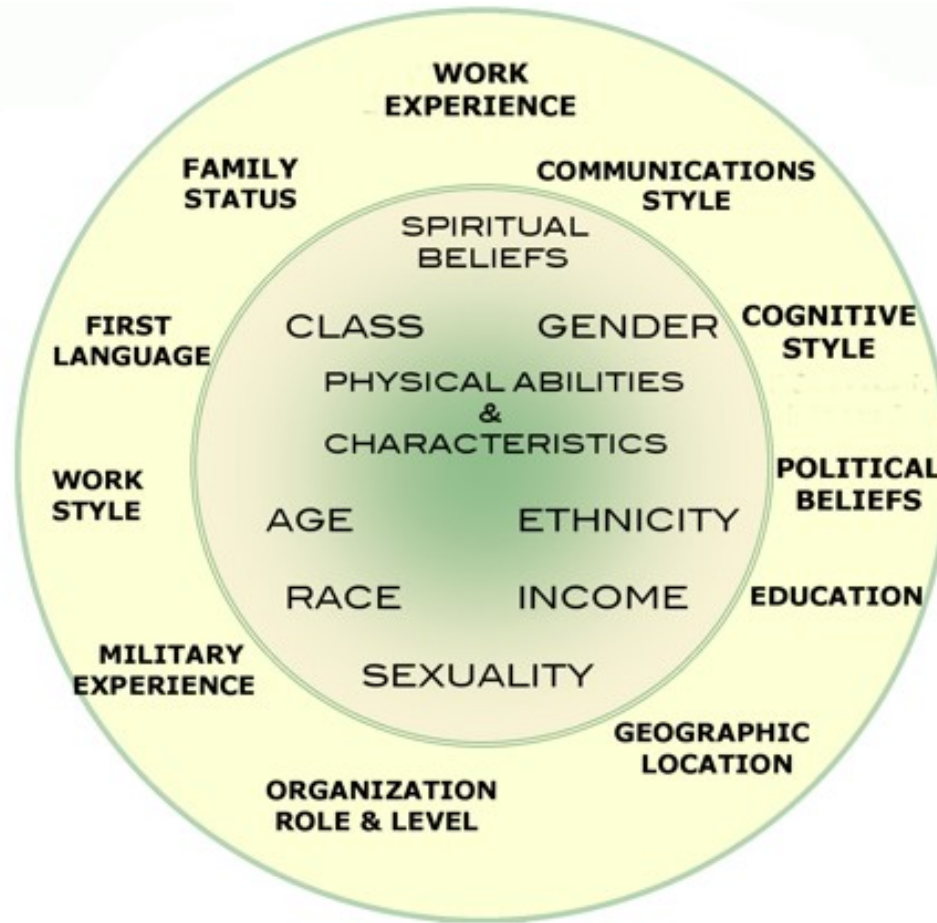 WORK
EXPERIENCE
FAMILY
STATUS
COMMUNICATIONS
STYLE
SPIRITUAL
BELIEFS
FIRST
LANGUAGE
CLASS
GENDER
COGNITIVE
STYLE
PHYSICAL ABILITIES
&
CHARACTERISTICS
WORK
STYLE
POLITICAL
BELIEFS
AGE
ETHNICITY
RACE
INCOME
EDUCATION
MILITARY
EXPERIENCE
SEXUALITY
GEOGRAPHIC
LOCATION
ORGANIZATION
ROLE & LEVEL